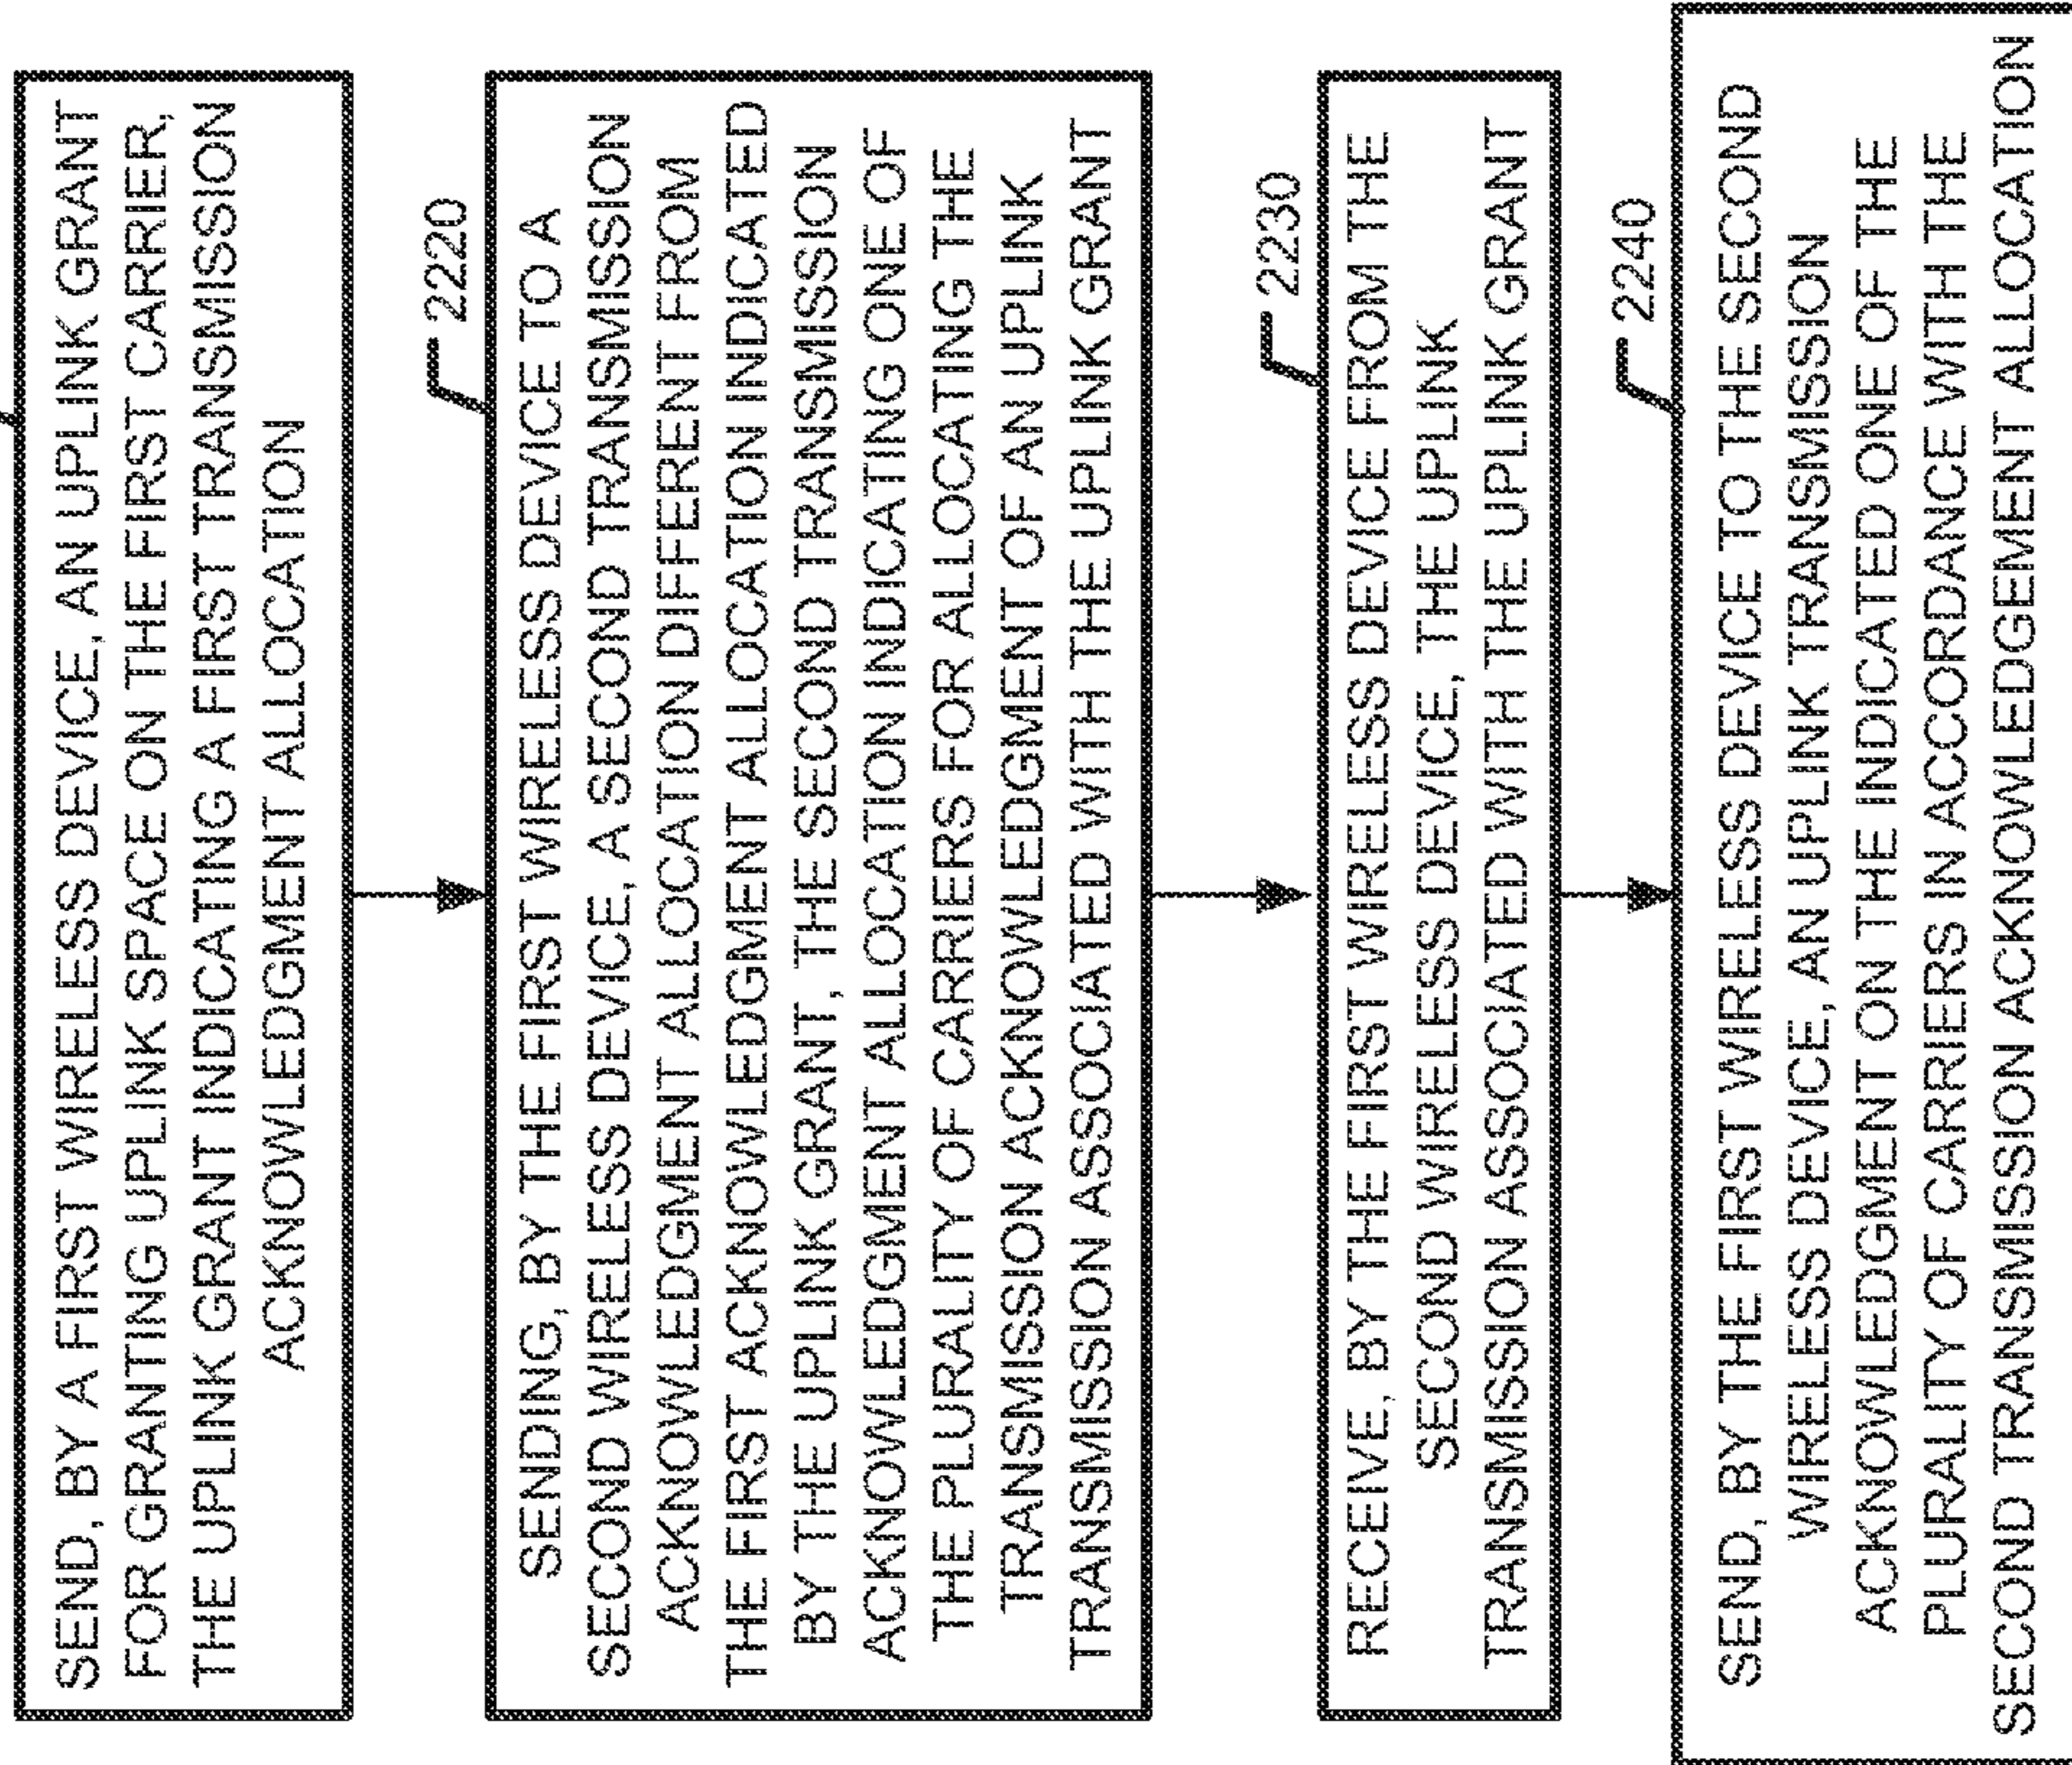 SEND, BY A FIRST WIRELESS DEVICE, AN UPLINK GRANT
FOR GRANTING UPLINK SPACE ON THE FIRST CARRIER,
THE UPLINK GRANT INDICATING A FIRST TRANSMISSION
ACKNOWLEDGMENT ALLOCATION
2220
SENDING, BY THE FIRST WIRELESS DEVICE TO A
SECOND WIRELESS DEVICE, A SECOND TRANSMISSION
ACKNOWLEDGMENT ALLOCATION DIFFERENT FROM
THE FIRST ACKNOWLEDGMENT ALLOCATION INDICATED
BY THE UPLINK GRANT, THE SECOND TRANSMISSION
ACKNOWLEDGMENT ALLOCATION INDICATING ONE OF
THE PLURALITY OF CARRIERS FOR ALLOCATING THE
TRANSMISSION ACKNOWLEDGMENT OF AN UPLINK
TRANSMISSION ASSOCIATED WITH THE UPLINK GRANT
2230
RECEIVE, BY THE FIRST WIRELESS DEVICE FROM THE
SECOND WIRELESS DEVICE, THE UPLINK
TRANSMISSION ASSOCIATED WITH THE UPLINK GRANT
2240
SEND, BY THE FIRST WIRELESS DEVICE TO THE SECOND
WIRELESS DEVICE, AN UPLINK TRANSMISSION
ACKNOWLEDGMENT ON THE INDICATED ONE OF THE
PLURALITY OF CARRIERS IN ACCORDANCE WITH THE
SECOND TRANSMISSION ACKNOWLEDGEMENT ALLOCATION